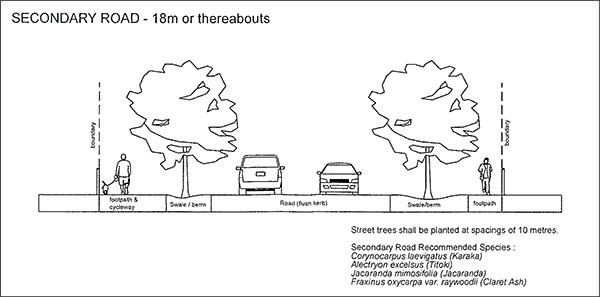 SECONDARY ROAD - 18m or thereabouts
boundary
boundary
footpath &
cycleway
Swale / berm
Road (flush kerb)
Swale/berm
footpath
Street trees shall be planted at spacings of 10 metres.
Secondary Road Recommended Species :
Corynocarpus laevigatus (Karaka)
Alectryon excelsus (Titoki)
Jacaranda mimosifolia (Jacaranda)
Fraxinus oxycarpa var. raywoodii (Claret Ash)